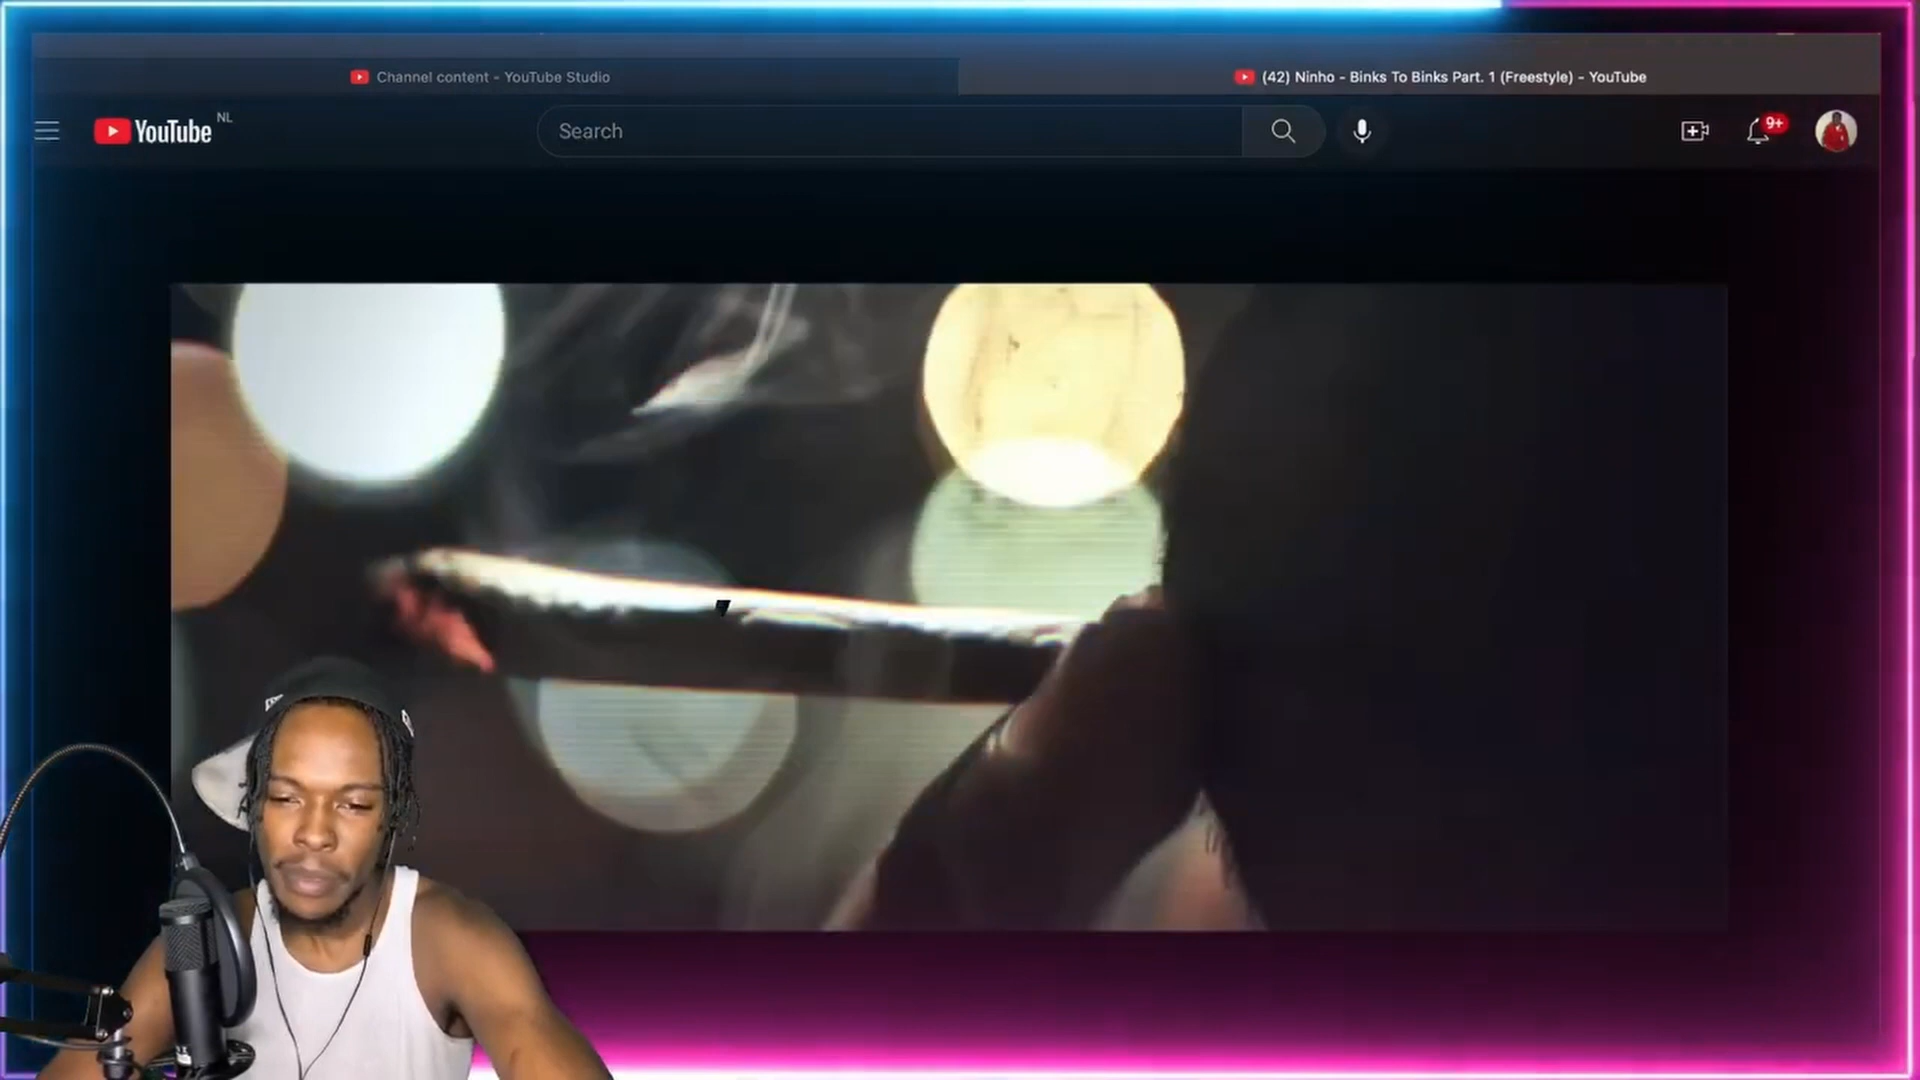 Channel content - YouTube Studio
(42) Ninho - Binks To Binks Part. 1 (Freestyle) - YouTube
YouTube NL
Search
9+